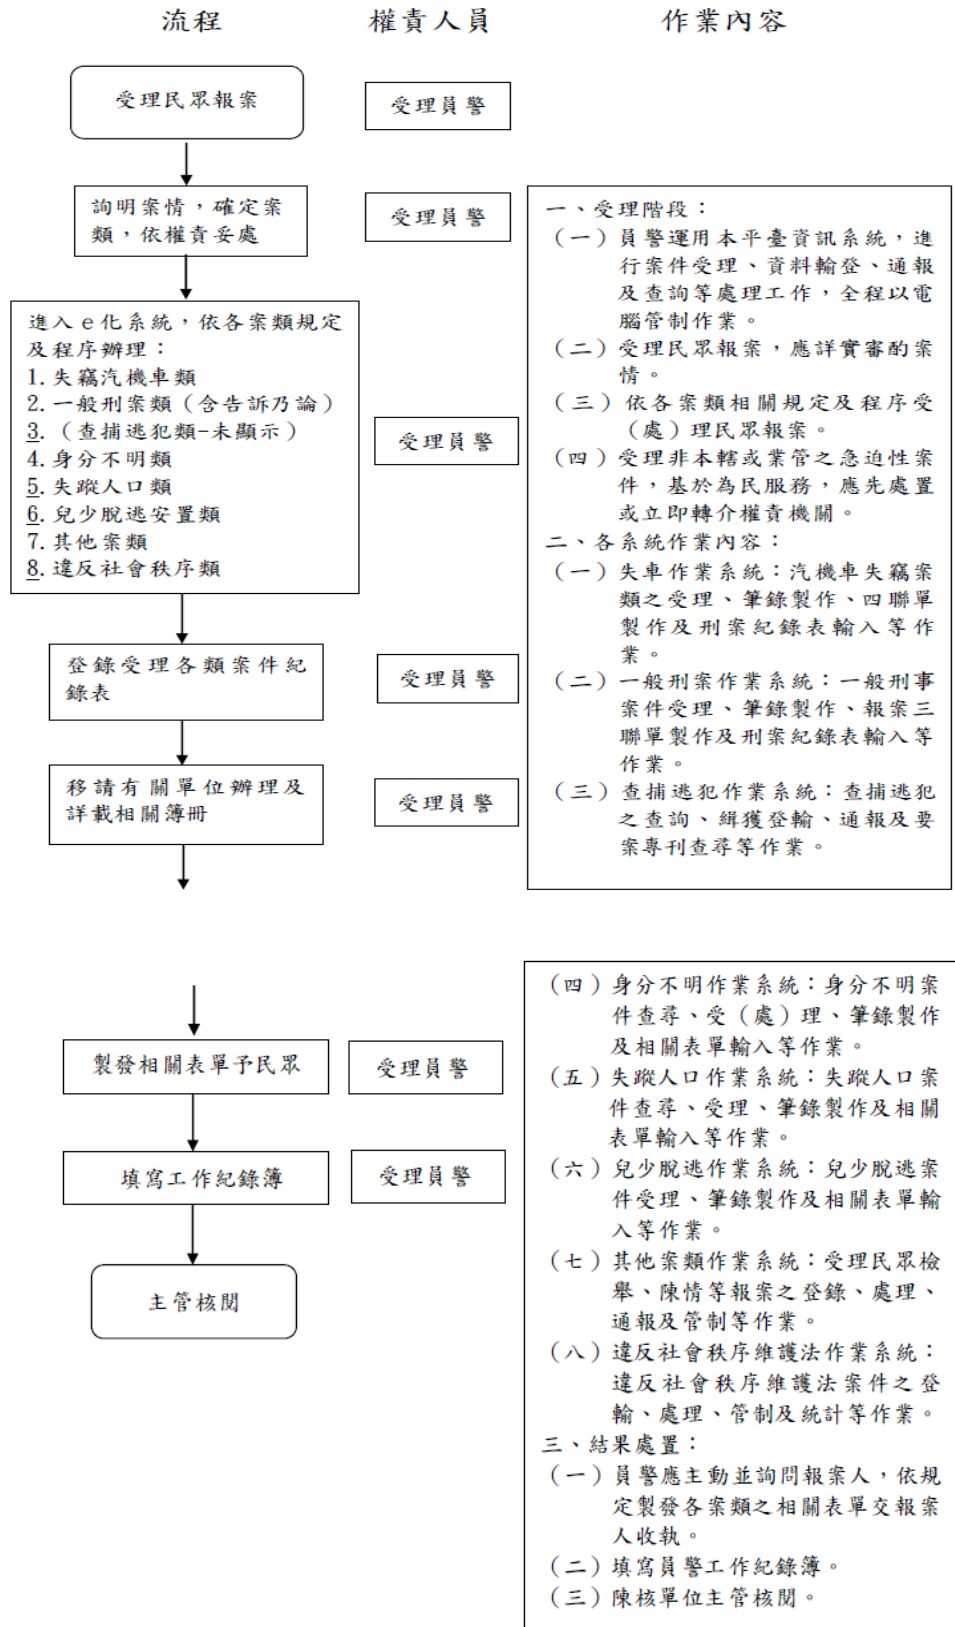 流程
權責人員
作業內容
受理民眾報案
受理員警
詢明案情，確定案
類，依權責妥處
受理員警
進入e化系統，依各案類規定
及程序辦理：
1. 失竊汽機車類
2. 一般刑案類（含告訴乃論）
3. （查捕逃犯類-未顯示）
4. 身分不明類
5. 失蹤人口類
6. 兒少脫逃安置類
7. 其他案類
8. 違反社會秩序類
受理員警
登錄受理各類案件紀
錄表
受理員警
移請有關單位辦理及
詳載相關簿冊
受理員警
一、受理階段：
（一）員警運用本平臺資訊系統，進
行案件受理、資料輸登、通報
及查詢等處理工作，全程以電
腦管制作業。
（二）受理民眾報案，應詳實審酌案
情。
（三）依各案類相關規定及程序受
（處）理民眾報案。
（四）受理非本轄或業管之急迫性案
件，基於為民服務，應先處置
或立即轉介權責機關。
二、各系統作業內容：
（一）失車作業系統：汽機車失竊案
類之受理、筆錄製作、四聯單
製作及刑案紀錄表輸入等作
業。
（二）一般刑案作業系統：一般刑事
案件受理、筆錄製作、報案三
聯單製作及刑案紀錄表輸入等
作業。
（三）查捕逃犯作業系統：查捕逃犯
之查詢、緝獲登輸、通報及要
案專刊查尋等作業。
製發相關表單予民眾
受理員警
填寫工作紀錄簿
受理員警
主管核閱
（四）身分不明作業系統：身分不明案
件查尋、受（處）理、筆錄製作
及相關表單輸入等作業。
（五）失蹤人口作業系統：失蹤人口案
件查尋、受理、筆錄製作及相關
表單輸入等作業。
（六）兒少脫逃作業系統：兒少脫逃案
件受理、筆錄製作及相關表單輸
入等作業。
（七）其他案類作業系統：受理民眾檢
舉、陳情等報案之登錄、處理、
通報及管制等作業。
（八）違反社會秩序維護法作業系統：
違反社會秩序維護法案件之登
輸、處理、管制及統計等作業。
三、結果處置：
（一）員警應主動並詢問報案人，依規
定製發各案類之相關表單交報案
人收執。
（二）填寫員警工作紀錄簿。
（三）陳核單位主管核閱。